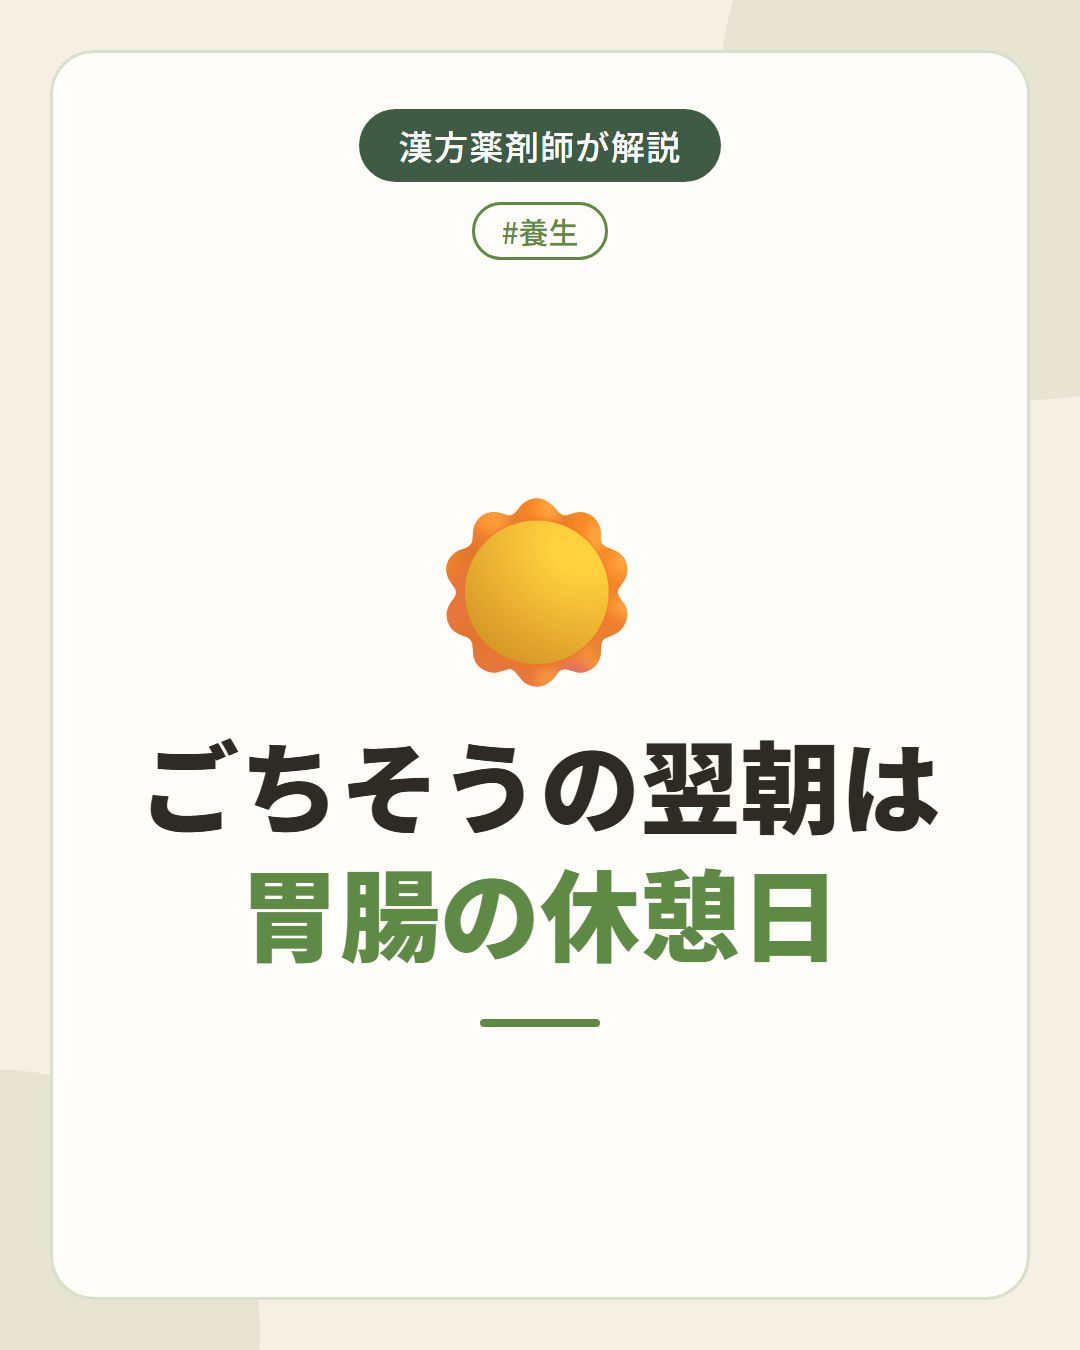 漢方薬剤師が解説
#養生
ごちそうの翌朝は
胃腸の休憩日